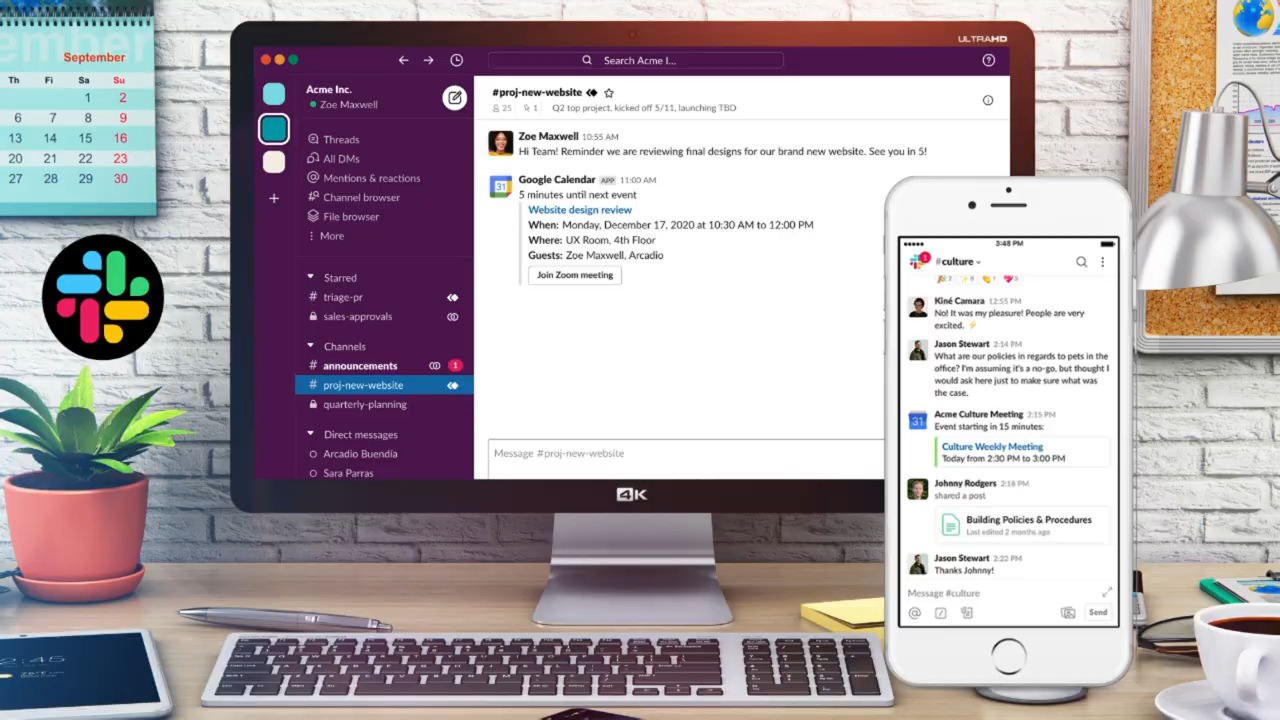 September
Th Fr Sa Su
1 2
6 7 8 9
13 14 15 16
20 21 22 23
27 28 29 30
ULTRAHD
Search Acme I...
Acme Inc.
Zoe Maxwell
Threads
All DMs
Mentions & reactions
Channel browser
File browser
More
Starred
# triage-pr
sales-approvals
Channels
# announcements 1
# proj-new-website
quarterly-planning
Direct messages
Arcadio Buendía
Sara Parras
#proj-new-website
25 1 Q2 top project, kicked off 5/11, launching TBD
Zoe Maxwell 10:55 AM
Hi Team! Reminder we are reviewing final designs for our brand new website. See you in 5!
31
Google Calendar APP 11:00 AM
5 minutes until next event
Website design review
When: Monday, December 17, 2020 at 10:30 AM to 12:00 PM
Where: UX Room, 4th Floor
Guests: Zoe Maxwell, Arcadio
Join Zoom meeting
Message #proj-new-website
4K
3:48 PM
1
#culture
2 6 7 3
Kiné Camara 12:55 PM
No! It was my pleasure! People are very
excited. ⚡
Jason Stewart 2:14 PM
What are our policies in regards to pets in the
office? I'm assuming it's a no-go, but thought I
would ask here just to make sure what was
the case.
31
Acme Culture Meeting 2:15 PM
Event starting in 15 minutes:
Culture Weekly Meeting
Today from 2:30 PM to 3:00 PM
Johnny Rodgers 2:18 PM
shared a post
Building Policies & Procedures
Last edited 2 months ago
Jason Stewart 2:22 PM
Thanks Johnny!
Message #culture
Send